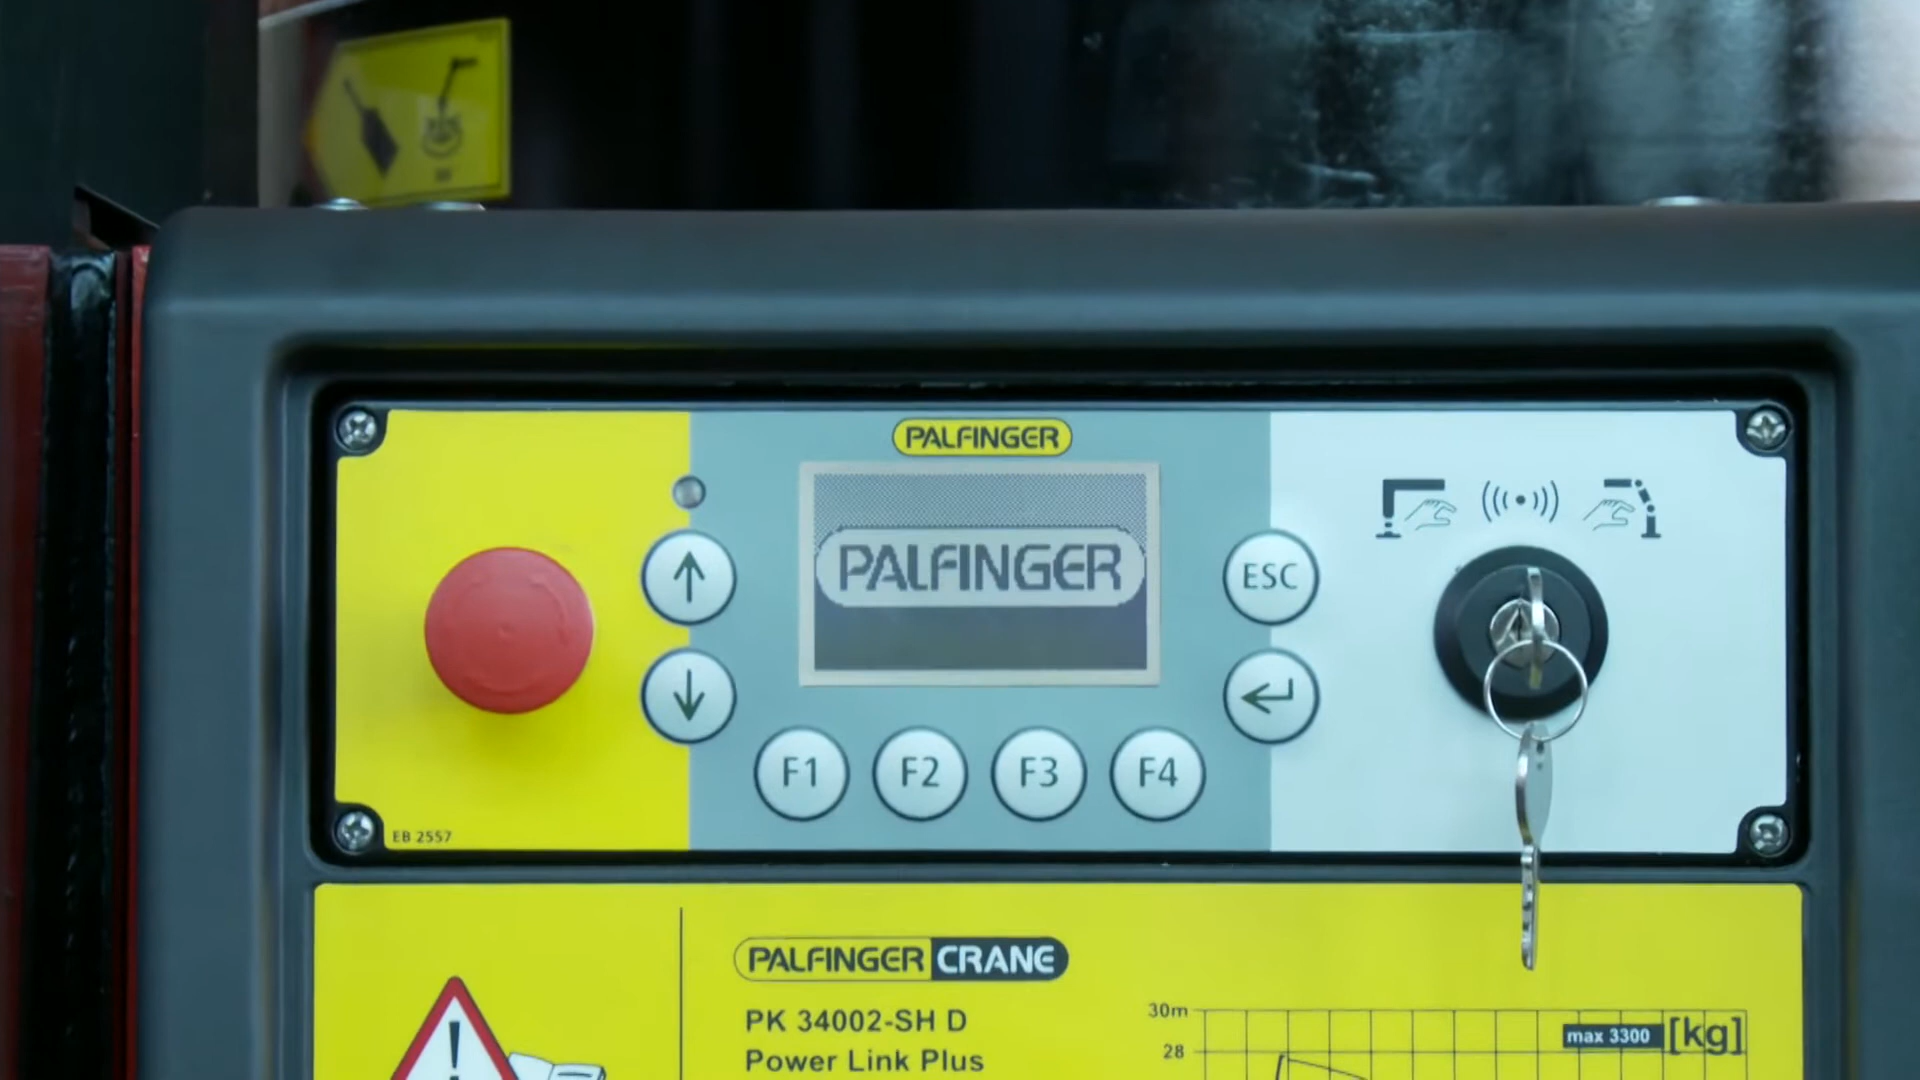 PALFINGER
PALFINGER
ESC
F1 F2 F3 F4
EB 2557
PALFINGER CRANE
PK 34002-SH D
Power Link Plus
30m
max 3300 [kg]
28